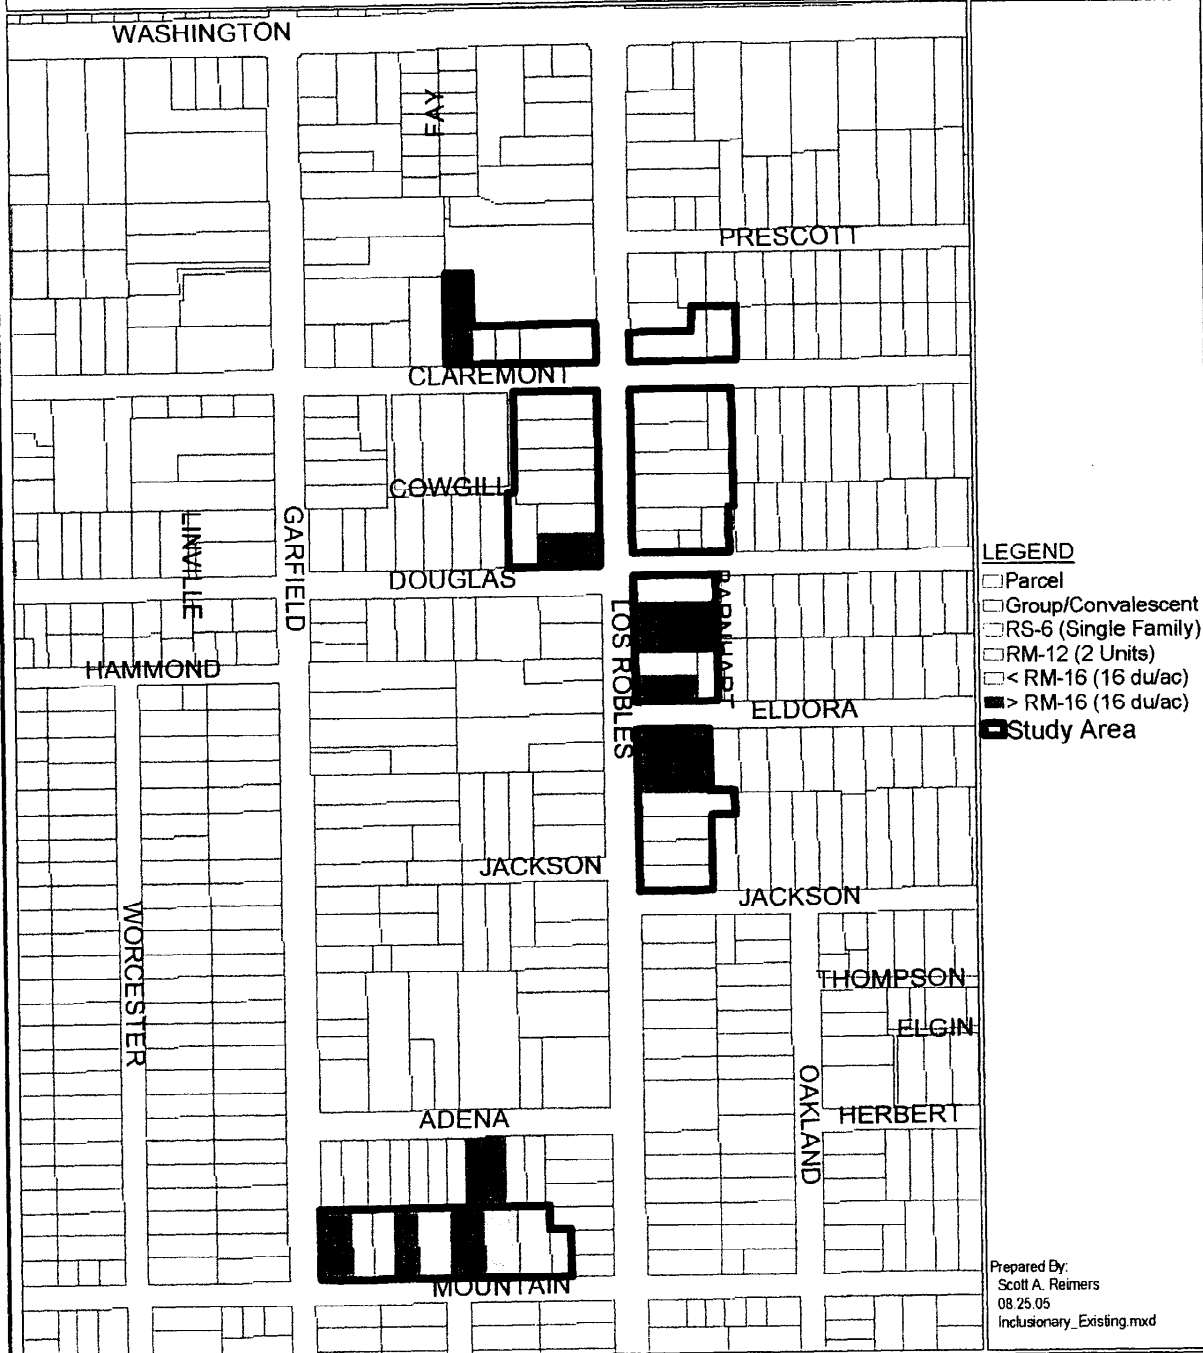 WASHINGTON
FAY
PRESCOTT
CLAREMONT
COWGILL
LINVILLE
GARFIELD
DOUGLAS
LOS ROBLES
BARNHART
HAMMOND
ELDORA
JACKSON
JACKSON
WORCESTER
THOMPSON
ELGIN
OAKLAND
HERBERT
ADENA
MOUNTAIN
LEGEND
Parcel
Group/Convalescent
RS-6 (Single Family)
RM-12 (2 Units)
< RM-16 (16 du/ac)
> RM-16 (16 du/ac)
Study Area
Prepared By:
Scott A. Reimers
08.25.05
Inclusionary_Existing.mxd